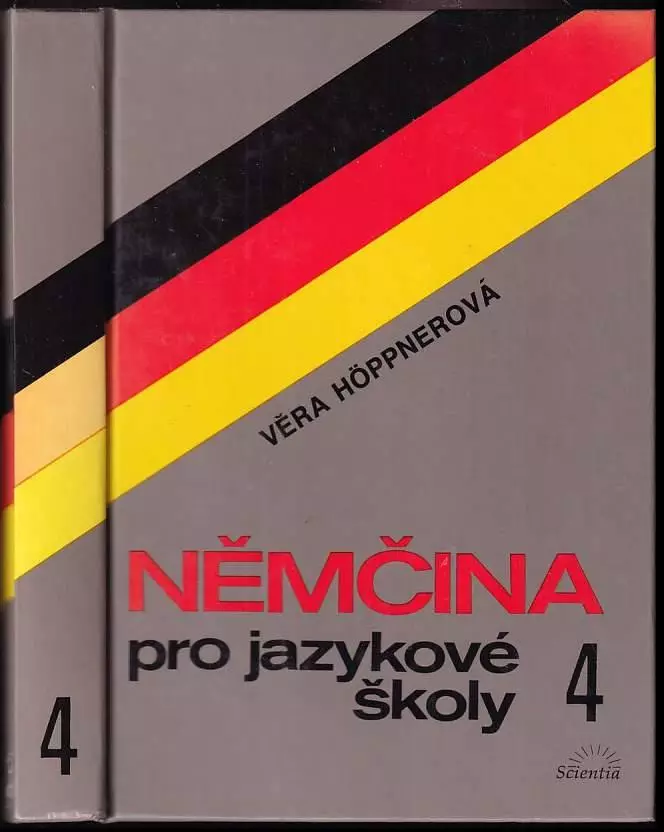 VĚRA HÖPPNEROVÁ
NĚMČINA
pro jazykové
školy 4
4
Scientia